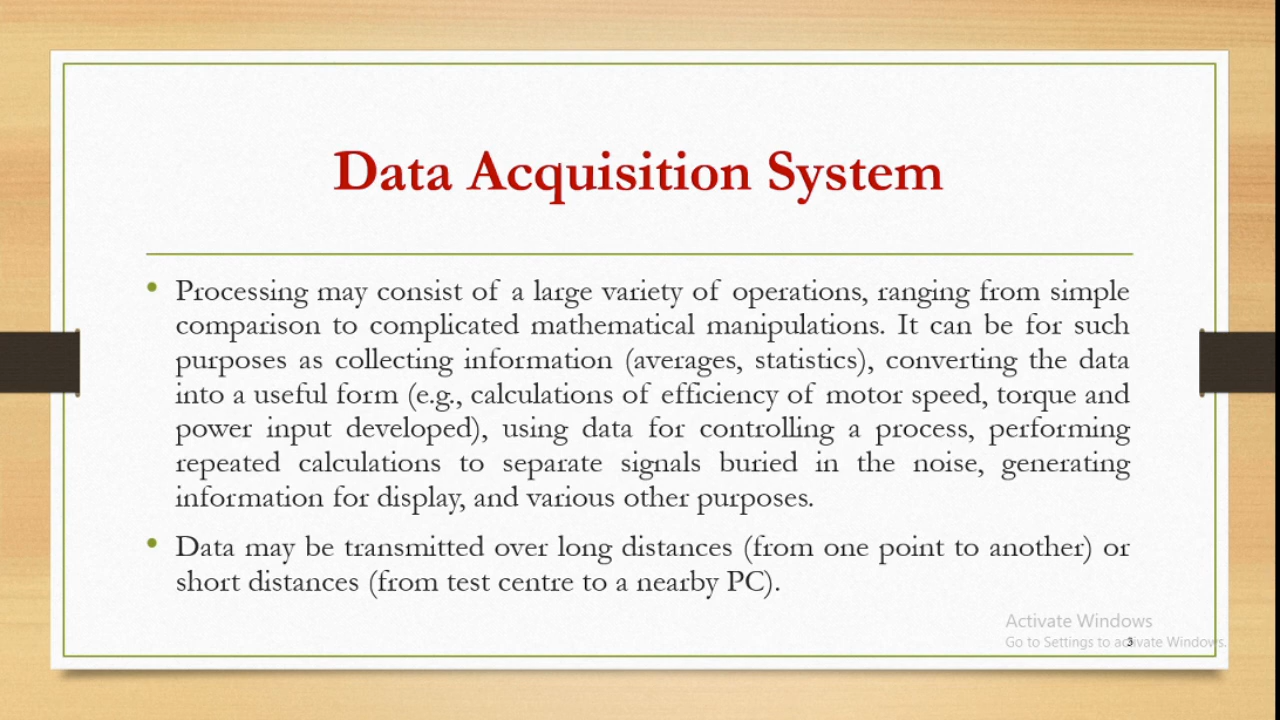 Data Acquisition System
• Processing may consist of a large variety of operations, ranging from simple
comparison to complicated mathematical manipulations. It can be for such
purposes as collecting information (averages, statistics), converting the data
into a useful form (e.g., calculations of efficiency of motor speed, torque and
power input developed), using data for controlling a process, performing
repeated calculations to separate signals buried in the noise, generating
information for display, and various other purposes.
• Data may be transmitted over long distances (from one point to another) or
short distances (from test centre to a nearby PC).
Activate Windows
Go to Settings to activate Windows.
3